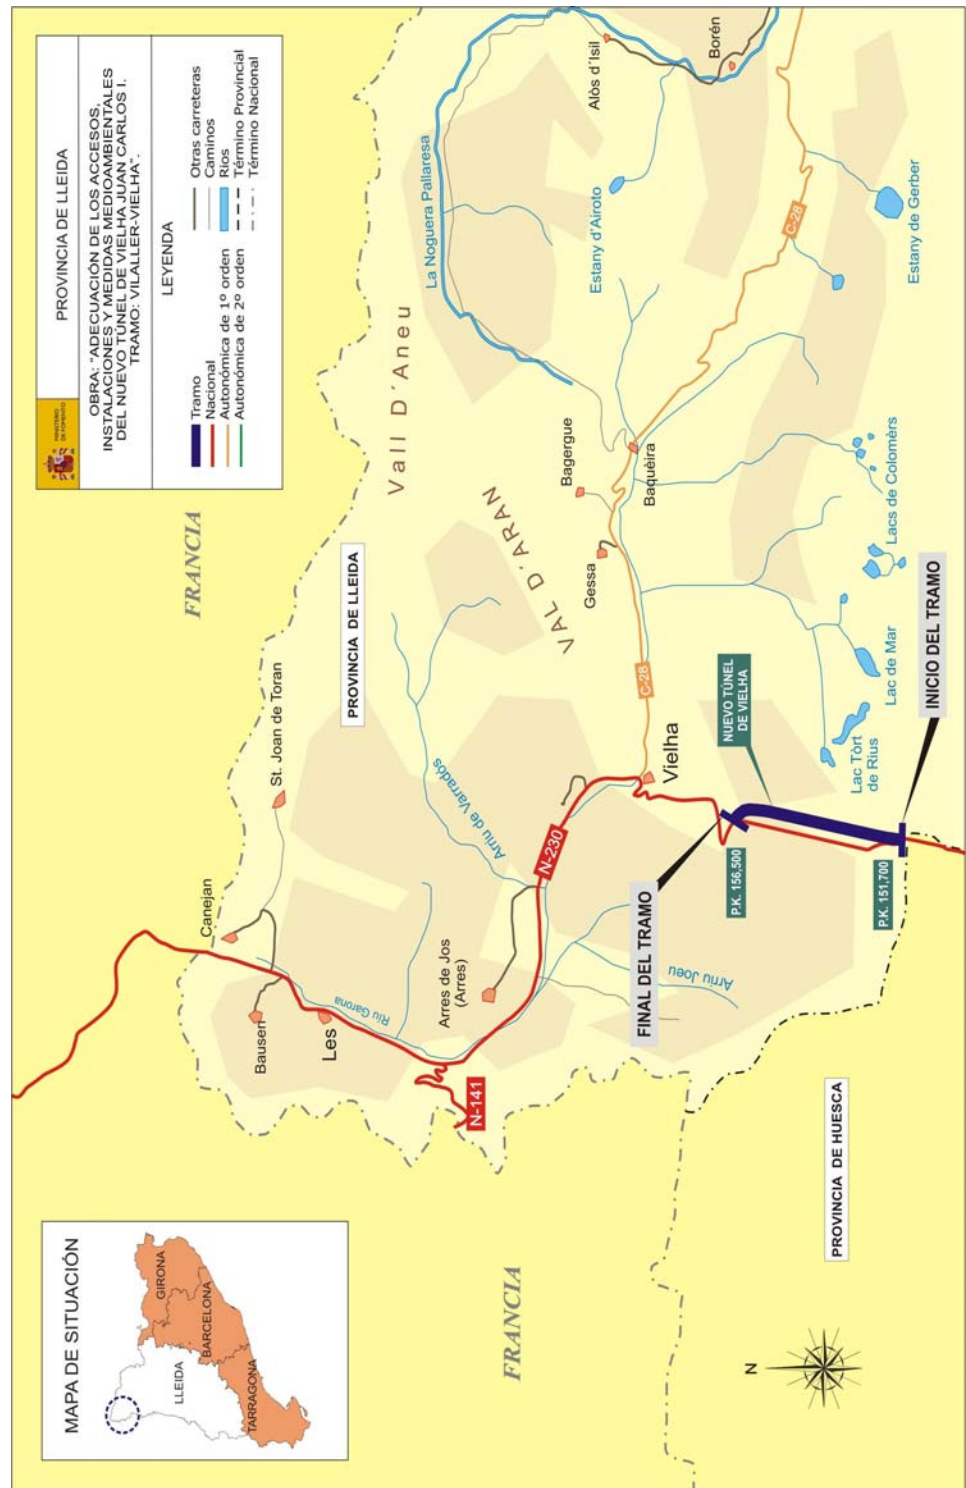 MAPA DE SITUACIÓN
GIRONA
BARCELONA
LLEIDA
TARRAGONA
MINISTERIO
DE FOMENTO
PROVINCIA DE LLEIDA
OBRA: "ADECUACIÓN DE LOS ACCESOS,
INSTALACIONES Y MEDIDAS MEDIOAMBIENTALES
DEL NUEVO TÚNEL DE VIELHA JUAN CARLOS I.
TRAMO: VILALLER-VIELHA".
LEYENDA
Tramo
Nacional
Autonómica de 1º orden
Autonómica de 2º orden
Otras carreteras
Caminos
Ríos
Término Provincial
Término Nacional
FRANCIA
Canejan
St. Joan de Toran
Bausen
Les
Riu Garona
PROVINCIA DE LLEIDA
Vall D´Aneu
La Noguera Pallaresa
Arriu de Varradòs
Arres de Jos
(Arres)
N-141
VAL D´ARAN
Bagergue
Gessa
Baquèira
Alòs d´Isil
Estany d'Airoto
Borén
FRANCIA
N-230
C-28
C-28
Vielha
Arriu Joeu
FINAL DEL TRAMO
NUEVO TÚNEL
DE VIELHA
P.K. 156,500
P.K. 151,700
Lac Tòrt
de Rius
Lac de Mar
Lacs de Colomèrs
Estany de Gerber
INICIO DEL TRAMO
PROVINCIA DE HUESCA
N